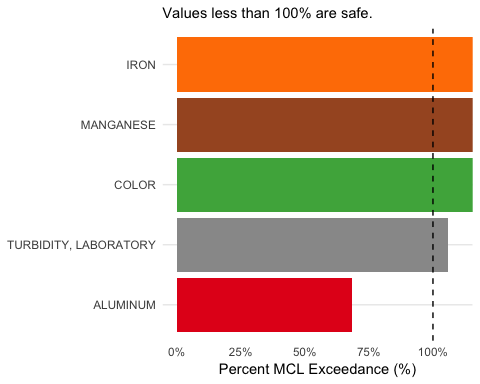 Values less than 100% are safe.
IRON
MANGANESE
COLOR
TURBIDITY, LABORATORY
ALUMINUM
0% 25% 50% 75% 100%
Percent MCL Exceedance (%)